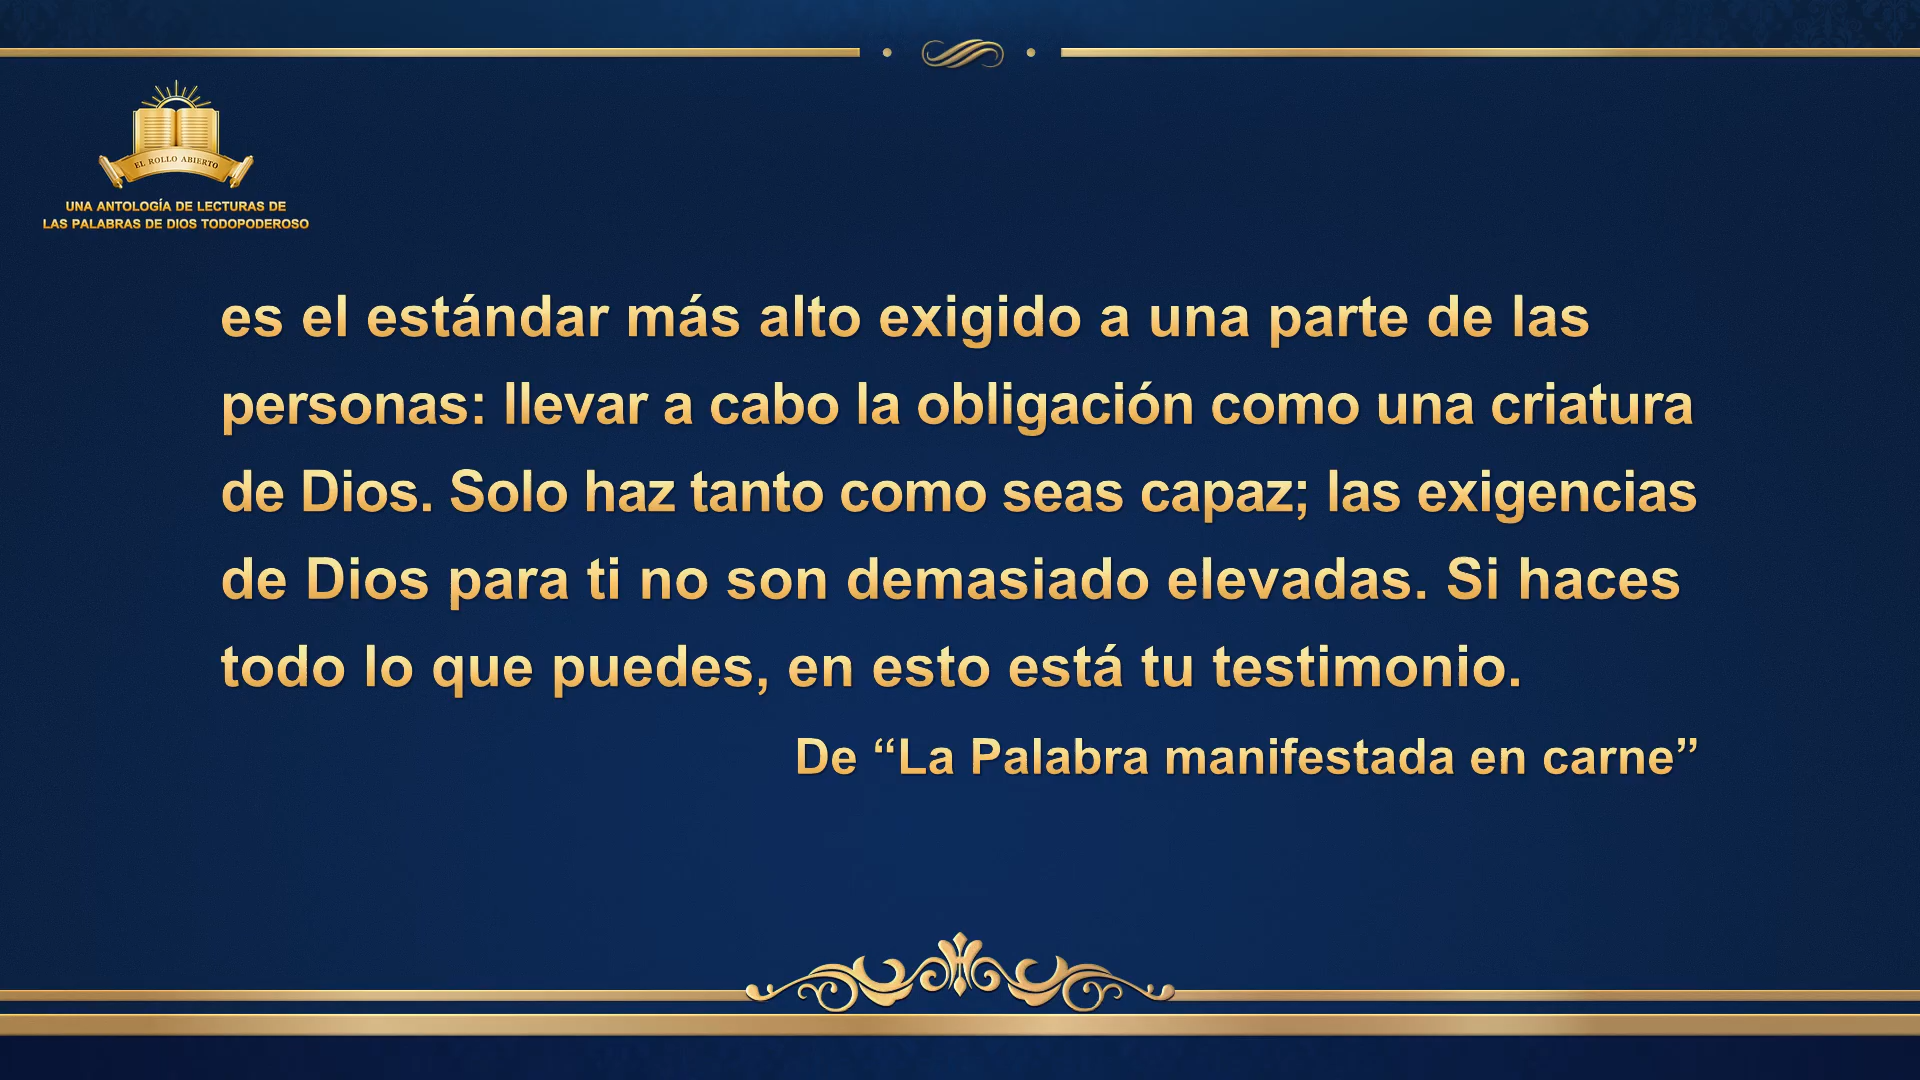 EL ROLLO ABIERTO
UNA ANTOLOGÍA DE LECTURAS DE
LAS PALABRAS DE DIOS TODOPODEROSO
es el estándar más alto exigido a una parte de las
personas: llevar a cabo la obligación como una criatura
de Dios. Solo haz tanto como seas capaz; las exigencias
de Dios para ti no son demasiado elevadas. Si haces
todo lo que puedes, en esto está tu testimonio.
De “La Palabra manifestada en carne”